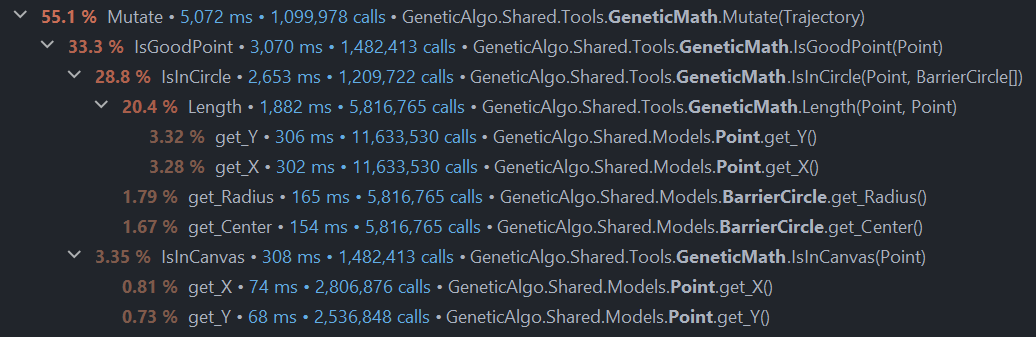 55.1 % Mutate • 5,072 ms • 1,099,978 calls • GeneticAlgo.Shared.Tools.GeneticMath.Mutate(Trajectory)
33.3 % IsGoodPoint • 3,070 ms • 1,482,413 calls • GeneticAlgo.Shared.Tools.GeneticMath.IsGoodPoint(Point)
28.8 % IsInCircle • 2,653 ms • 1,209,722 calls • GeneticAlgo.Shared.Tools.GeneticMath.IsInCircle(Point, BarrierCircle[])
20.4 % Length • 1,882 ms • 5,816,765 calls • GeneticAlgo.Shared.Tools.GeneticMath.Length(Point, Point)
3.32 % get_Y • 306 ms • 11,633,530 calls • GeneticAlgo.Shared.Models.Point.get_Y()
3.28 % get_X • 302 ms • 11,633,530 calls • GeneticAlgo.Shared.Models.Point.get_X()
1.79 % get_Radius • 165 ms • 5,816,765 calls • GeneticAlgo.Shared.Models.BarrierCircle.get_Radius()
1.67 % get_Center • 154 ms • 5,816,765 calls • GeneticAlgo.Shared.Models.BarrierCircle.get_Center()
3.35 % IsInCanvas • 308 ms • 1,482,413 calls • GeneticAlgo.Shared.Tools.GeneticMath.IsInCanvas(Point)
0.81 % get_X • 74 ms • 2,806,876 calls • GeneticAlgo.Shared.Models.Point.get_X()
0.73 % get_Y • 68 ms • 2,536,848 calls • GeneticAlgo.Shared.Models.Point.get_Y()